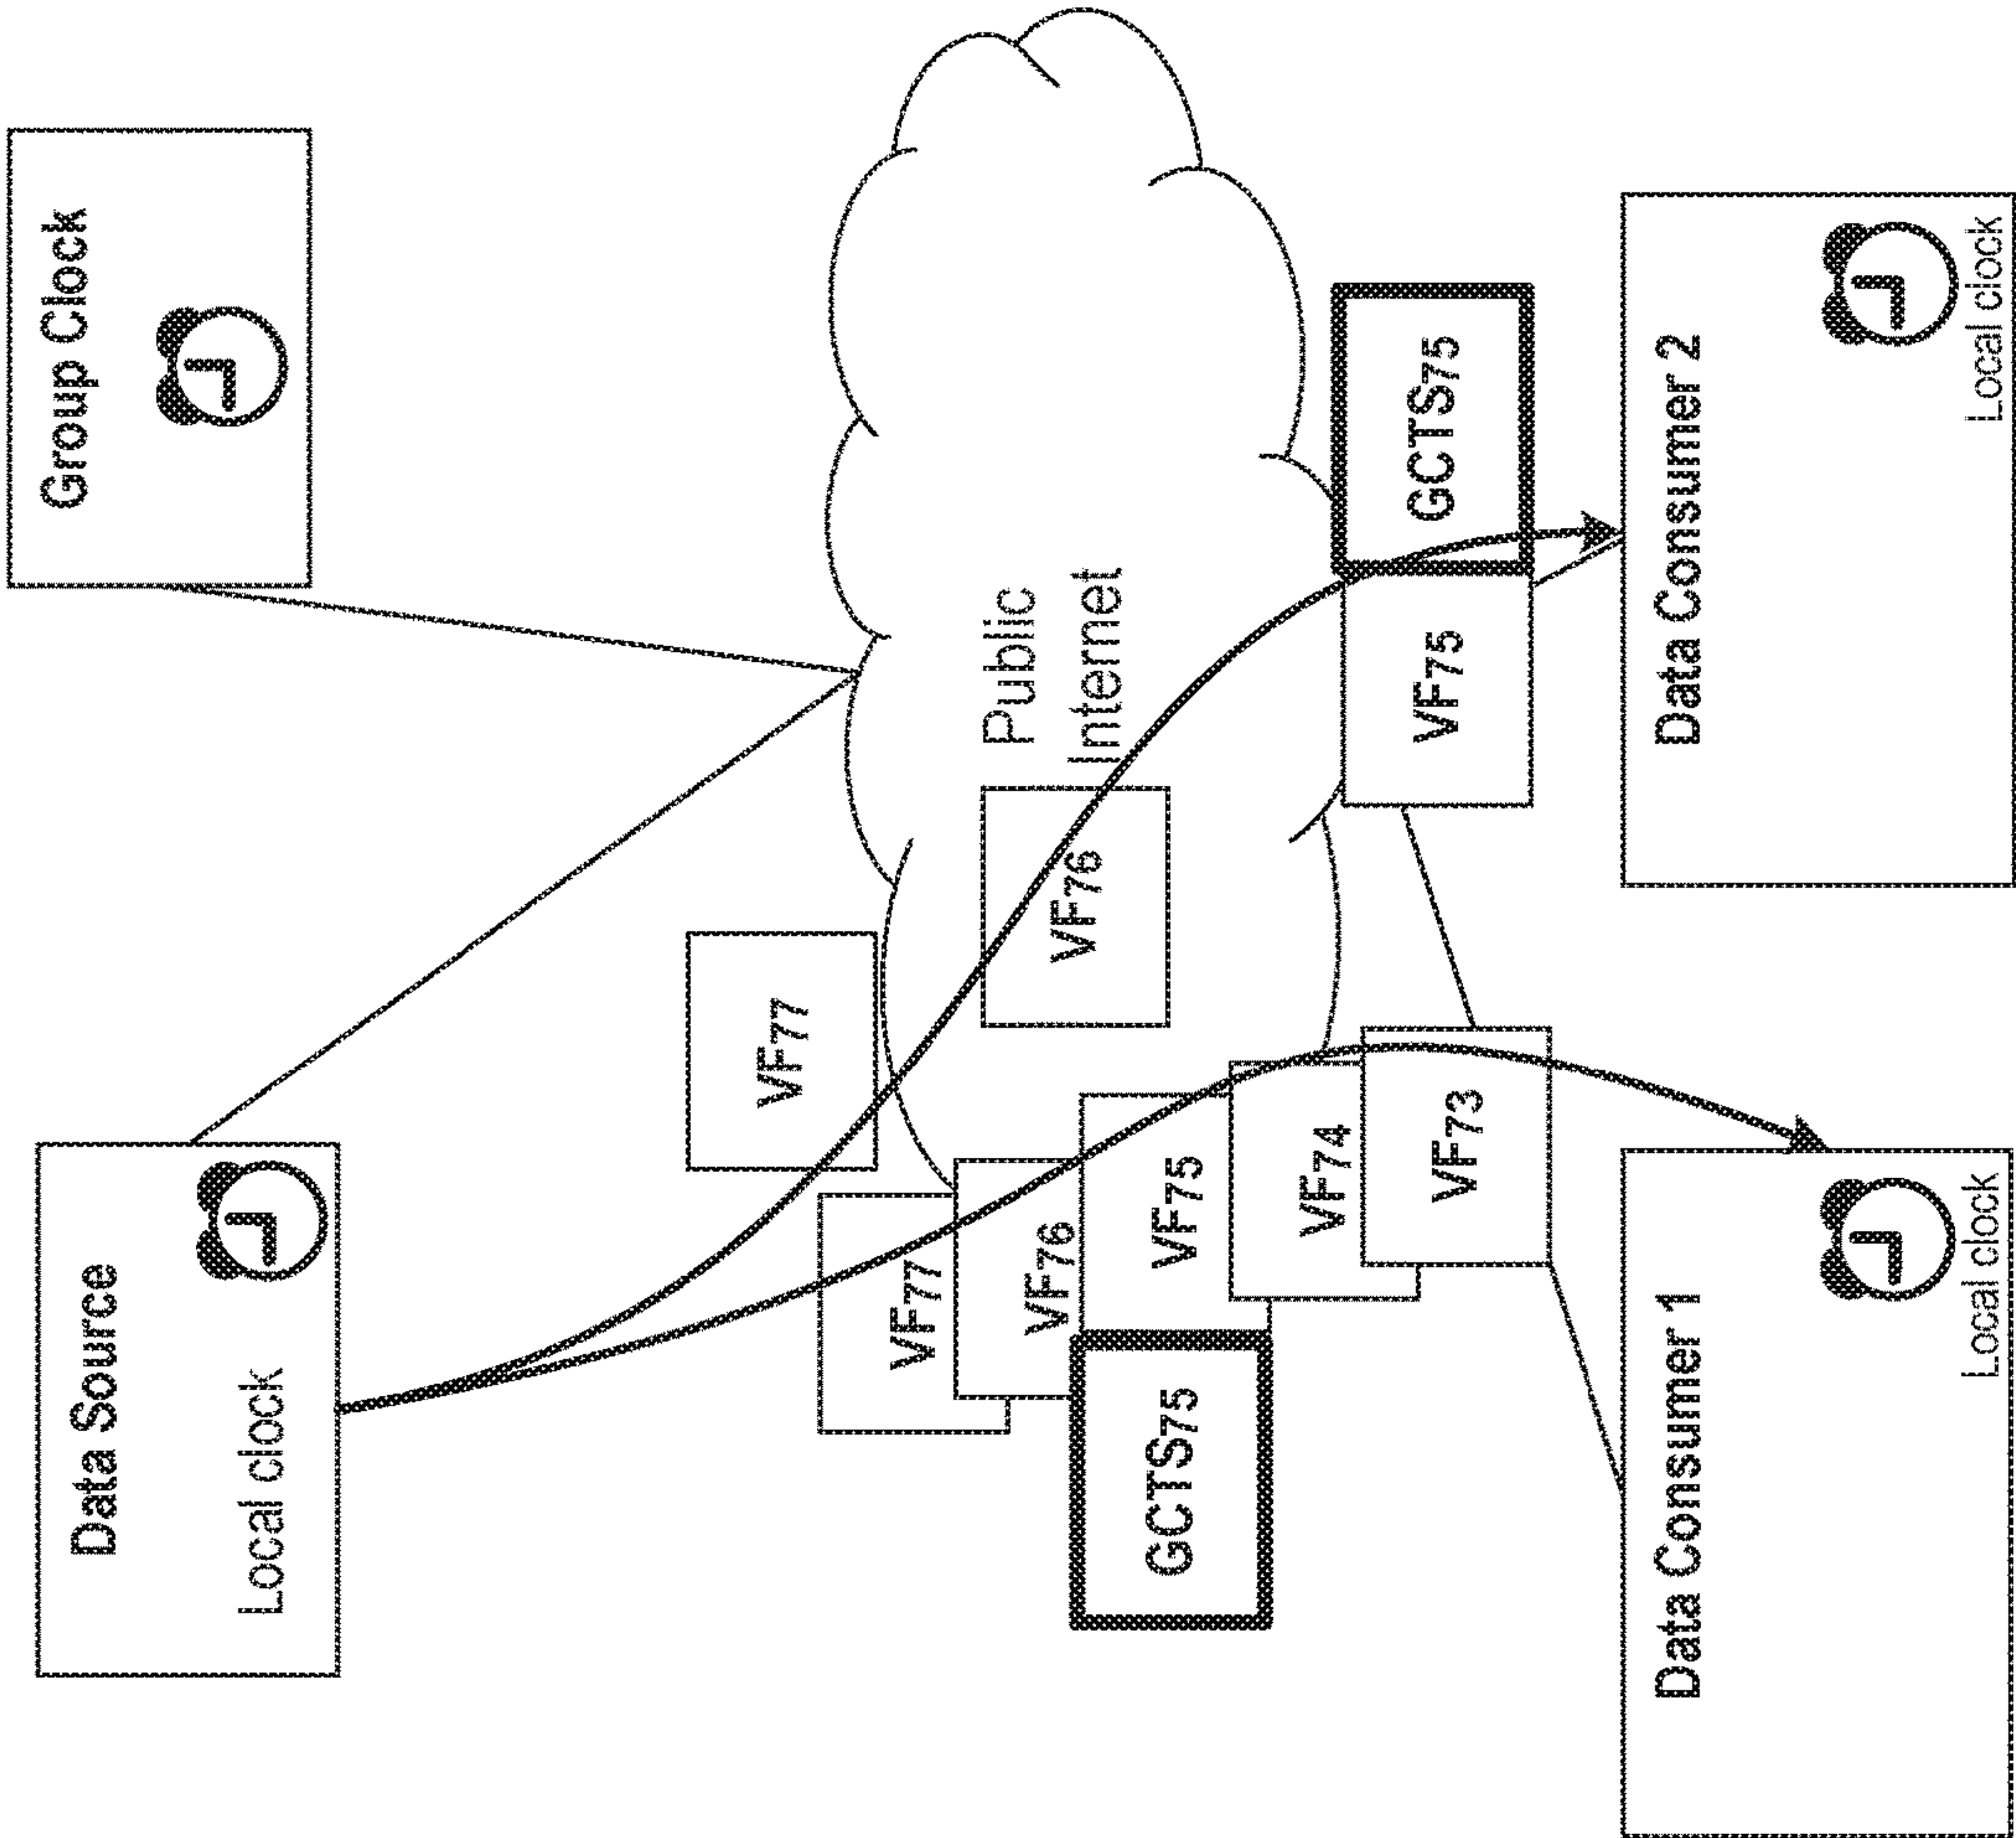 Data Source
Local clock
Group Clock
Public
Internet
VF77
VF76
VF77
VF76
VF75
GCTS75
VF74
VF73
VF75
GCTS75
Data Consumer 1
Local clock
Data Consumer 2
Local clock